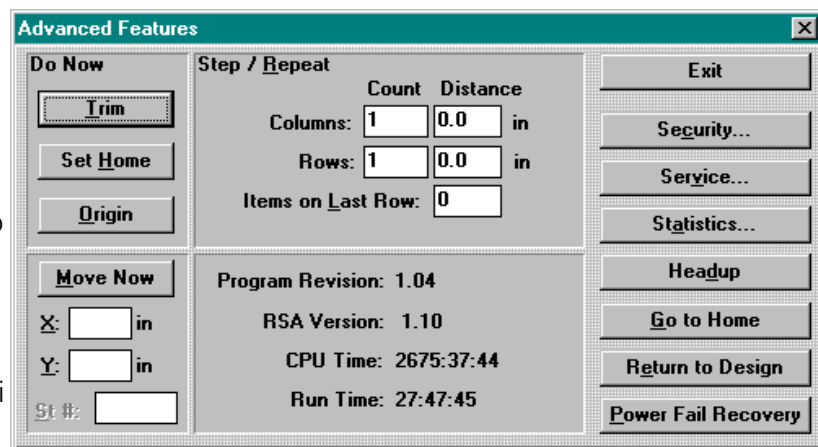 Advanced Features
Do Now
Trim
Set Home
Origin
Step / Repeat
Count Distance
Columns: 1 0.0 in
Rows: 1 0.0 in
Items on Last Row: 0
Move Now
X: in
Y: in
St #:
Program Revision: 1.04
RSA Version: 1.10
CPU Time: 2675:37:44
Run Time: 27:47:45
Exit
Security...
Service...
Statistics...
Headup
Go to Home
Return to Design
Power Fail Recovery